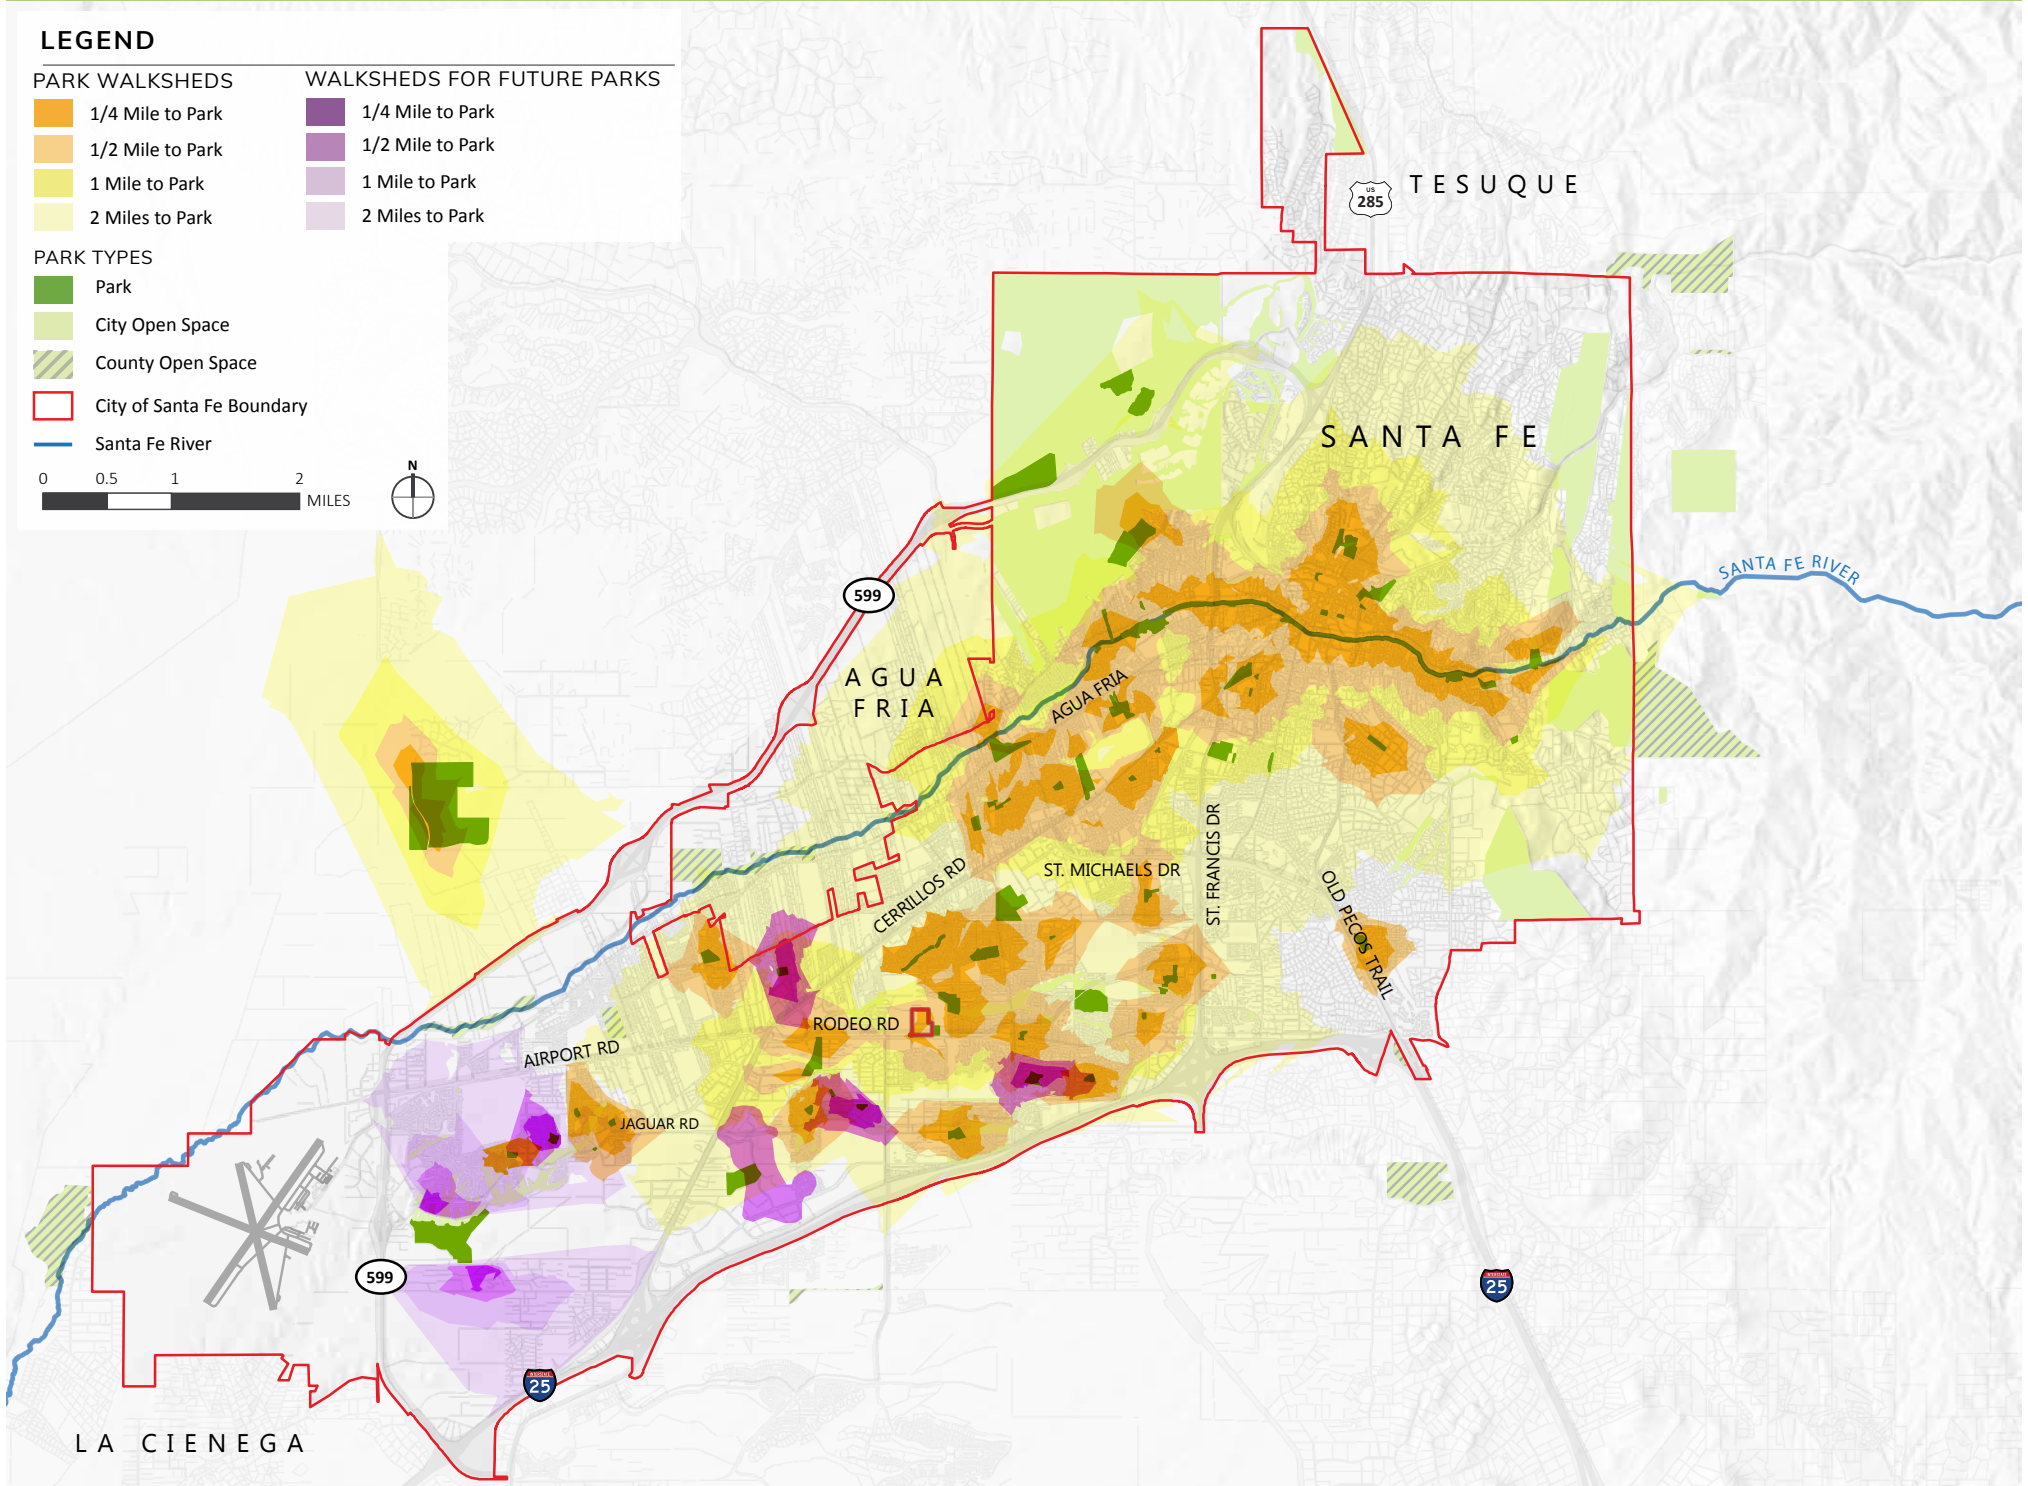 LEGEND
PARK WALKSHEDS
1/4 Mile to Park
1/2 Mile to Park
1 Mile to Park
2 Miles to Park
WALKSHEDS FOR FUTURE PARKS
1/4 Mile to Park
1/2 Mile to Park
1 Mile to Park
2 Miles to Park
PARK TYPES
Park
City Open Space
County Open Space
City of Santa Fe Boundary
Santa Fe River
0 0.5 1 2
MILES
N
US
285
TESUQUE
SANTA FE
SANTA FE RIVER
599
AGUA
FRIA
AGUA FRIA
ST. MICHAELS DR
ST. FRANCIS DR
CERRILLOS RD
OLD PECOS TRAIL
RODEO RD
AIRPORT RD
JAGUAR RD
599
INTERSTATE
25
INTERSTATE
25
LA CIENEGA